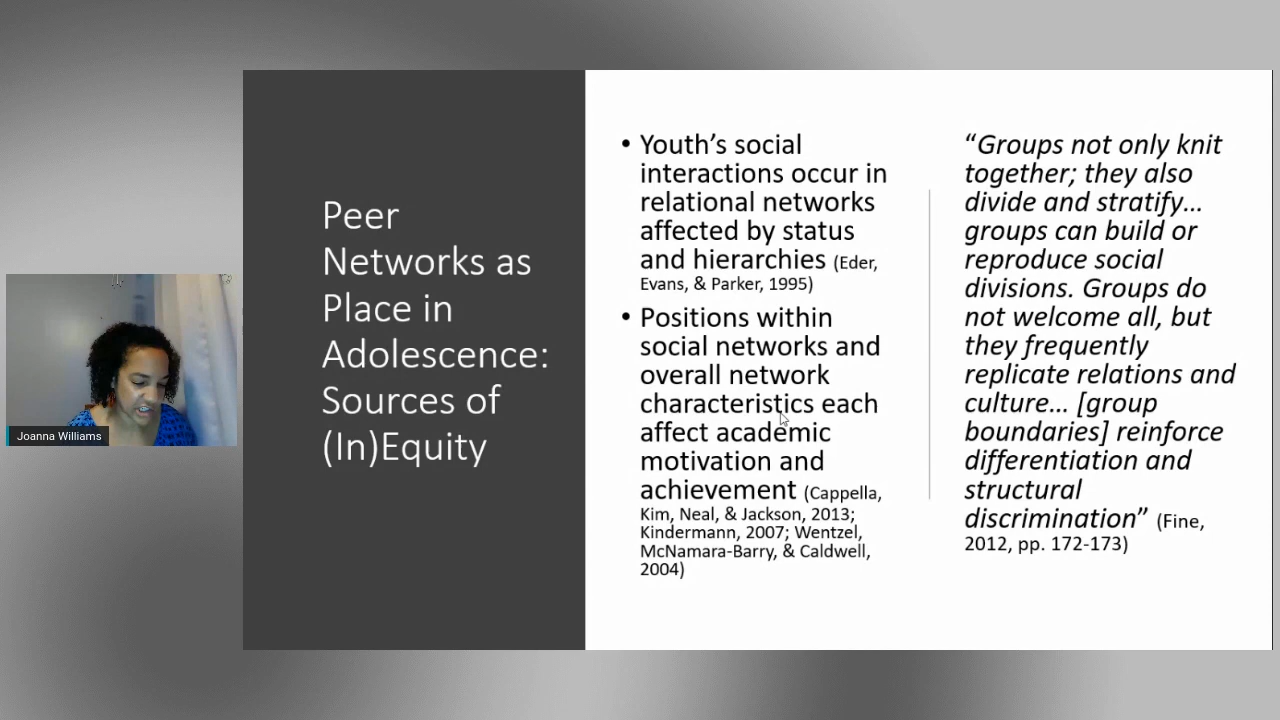 Peer
Networks as
Place in
Adolescence:
Sources of
(In)Equity
• Youth’s social
interactions occur in
relational networks
affected by status
and hierarchies (Eder,
Evans, & Parker, 1995)
• Positions within
social networks and
overall network
characteristics each
affect academic
motivation and
achievement (Cappella,
Kim, Neal, & Jackson, 2013;
Kindermann, 2007; Wentzel,
McNamara-Barry, & Caldwell,
2004)
“Groups not only knit
together; they also
divide and stratify…
groups can build or
reproduce social
divisions. Groups do
not welcome all, but
they frequently
replicate relations and
culture… [group
boundaries] reinforce
differentiation and
structural
discrimination” (Fine,
2012, pp. 172-173)
Joanna Williams